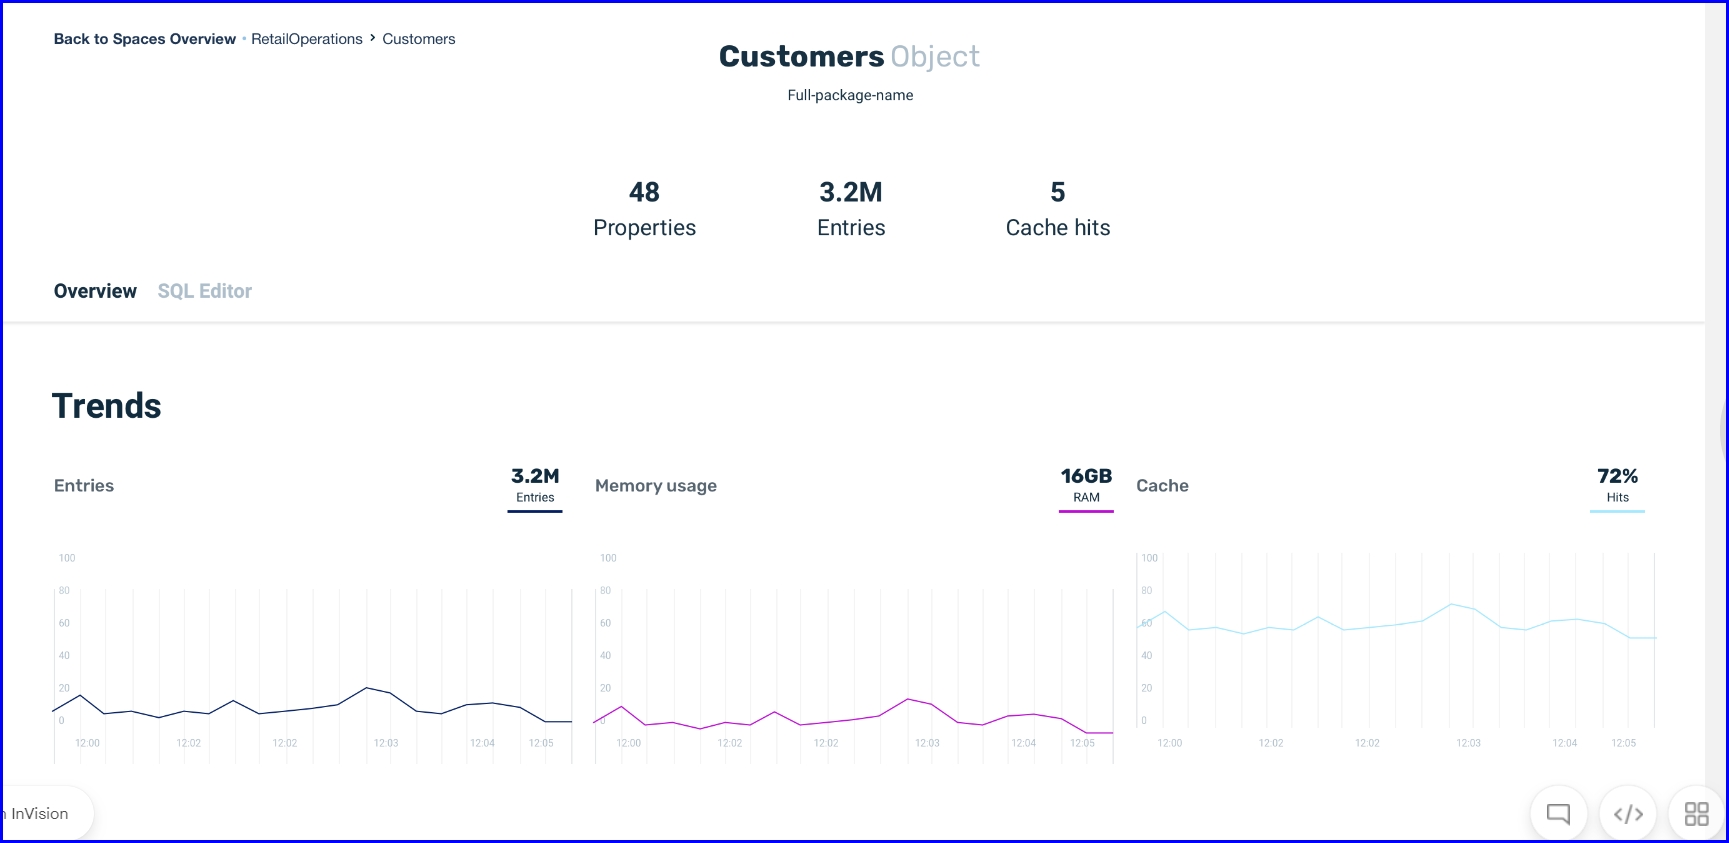 Back to Spaces Overview • RetailOperations > Customers
Customers Object
Full-package-name
48 3.2M 5
Properties Entries Cache hits
Overview SQL Editor
Trends
Entries
3.2M
Entries
100
80
60
40
20
0
12:00 12:02 12:02 12:03 12:04 12:05
Memory usage
16GB
RAM
100
80
60
40
20
0
12:00 12:02 12:02 12:03 12:04 12:05
Cache
72%
Hits
100
80
60
40
20
0
12:00 12:02 12:02 12:03 12:04 12:05
InVision